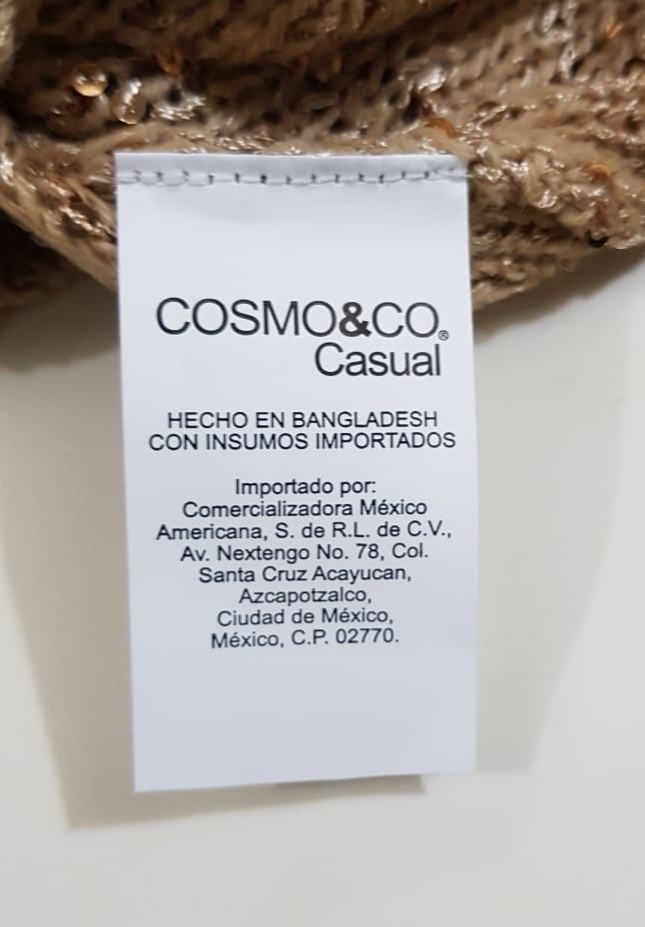 COSMO&CO®
Casual
HECHO EN BANGLADESH
CON INSUMOS IMPORTADOS
Importado por:
Comercializadora México
Americana, S. de R.L. de C.V.,
Av. Nextengo No. 78, Col.
Santa Cruz Acayucan,
Azcapotzalco,
Ciudad de México,
México, C.P. 02770.